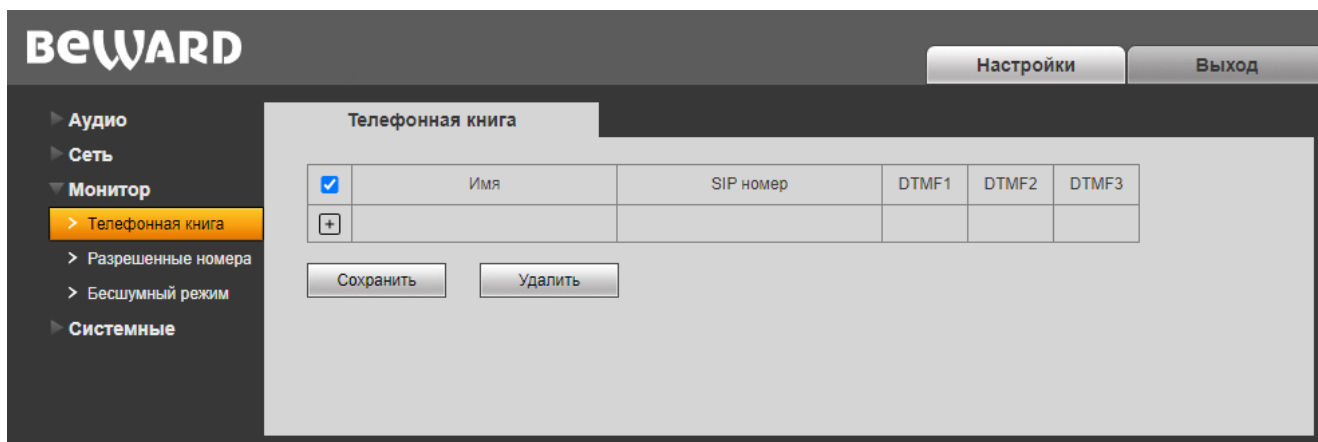 BEWARD
Настройки
Выход
Аудио
Сеть
Монитор
Телефонная книга
Разрешенные номера
Бесшумный режим
Системные
Телефонная книга
Имя SIP номер DTMF1 DTMF2 DTMF3
Сохранить Удалить